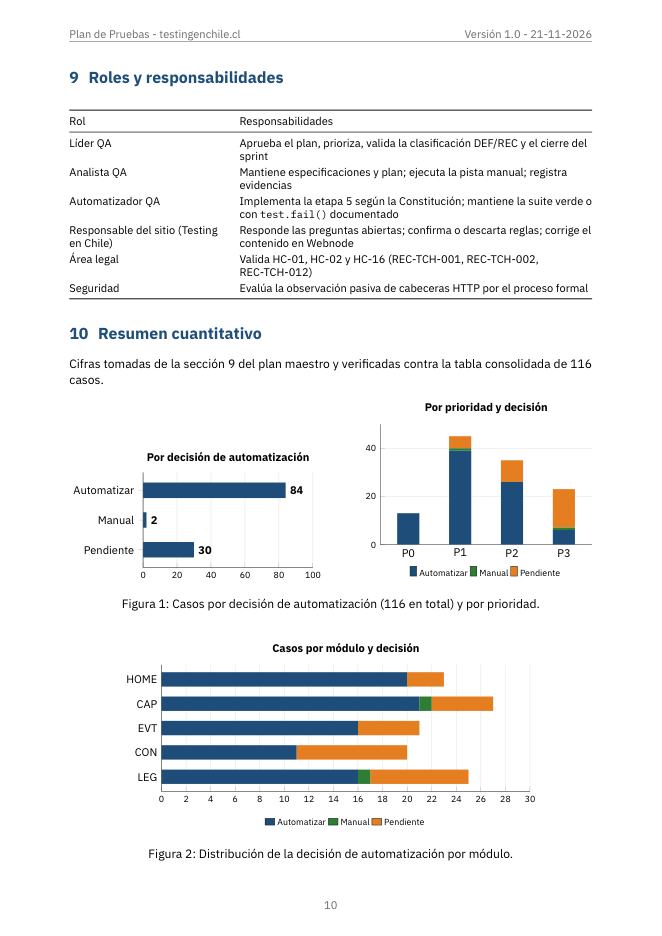 Plan de Pruebas - testingenchile.cl Versión 1.0 - 21-11-2026
9 Roles y responsabilidades
Rol Responsabilidades
Líder QA Aprueba el plan, prioriza, valida la clasificación DEF/REC y el cierre del
sprint
Analista QA Mantiene especificaciones y plan; ejecuta la pista manual; registra
evidencias
Automatizador QA Implementa la etapa 5 según la Constitución; mantiene la suite verde o
con test.fail() documentado
Responsable del sitio (Testing Responde las preguntas abiertas; confirma o descarta reglas; corrige el
en Chile) contenido en Webnode
Área legal Valida HC-01, HC-02 y HC-16 (REC-TCH-001, REC-TCH-002,
REC-TCH-012)
Seguridad Evalúa la observación pasiva de cabeceras HTTP por el proceso formal
10 Resumen cuantitativo
Cifras tomadas de la sección 9 del plan maestro y verificadas contra la tabla consolidada de 116
casos.
Por decisión de automatización
Automatizar 84
Manual 2
Pendiente 30
0 20 40 60 80 100
Por prioridad y decisión
40
20
0
P0 P1 P2 P3
Automatizar Manual Pendiente
Figura 1: Casos por decisión de automatización (116 en total) y por prioridad.
Casos por módulo y decisión
HOME
CAP
EVT
CON
LEG
0 2 4 6 8 10 12 14 16 18 20 22 24 26 28 30
Automatizar Manual Pendiente
Figura 2: Distribución de la decisión de automatización por módulo.
10